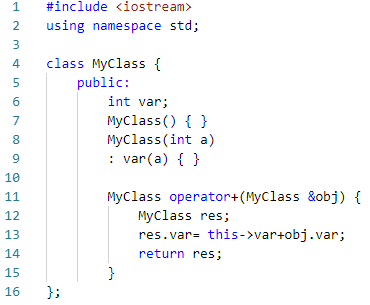 1 #include <iostream>
2 using namespace std;
3
4 class MyClass {
5     public:
6         int var;
7         MyClass() { }
8         MyClass(int a)
9         : var(a) { }
10
11         MyClass operator+(MyClass &obj) {
12             MyClass res;
13             res.var= this->var+obj.var;
14             return res;
15         }
16 };